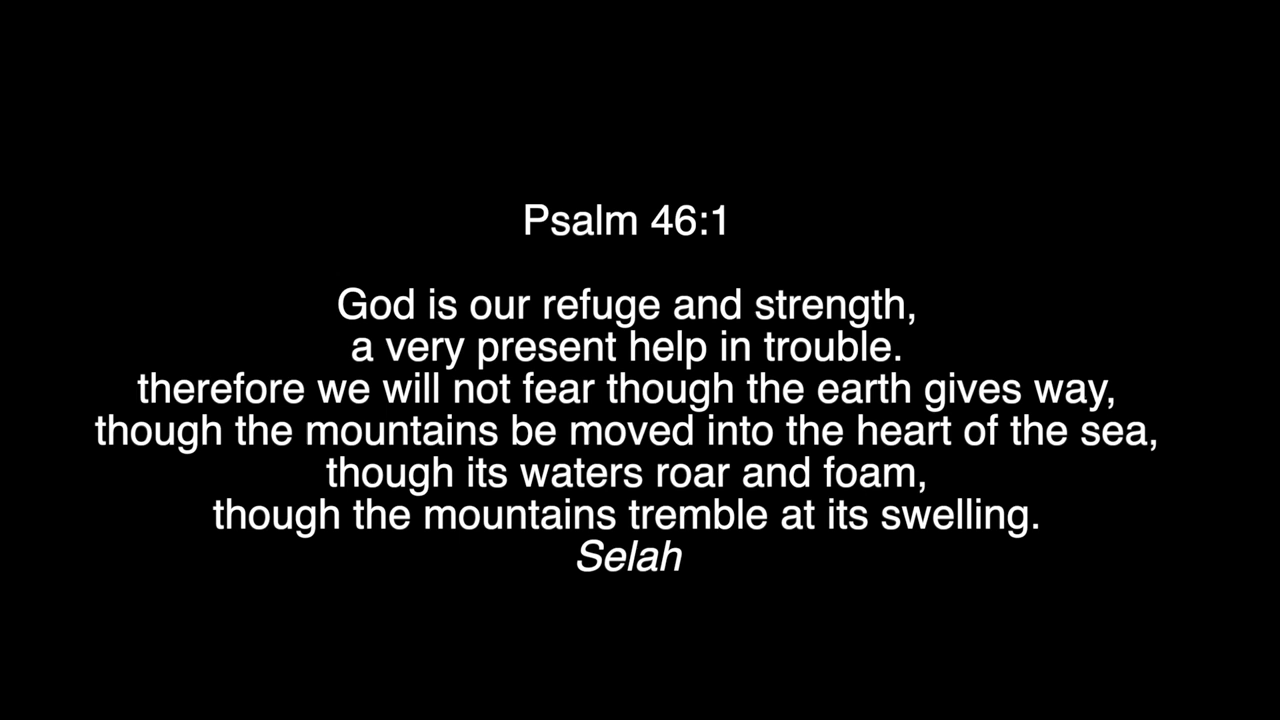 Psalm 46:1
God is our refuge and strength,
a very present help in trouble.
therefore we will not fear though the earth gives way,
though the mountains be moved into the heart of the sea,
though its waters roar and foam,
though the mountains tremble at its swelling.
Selah